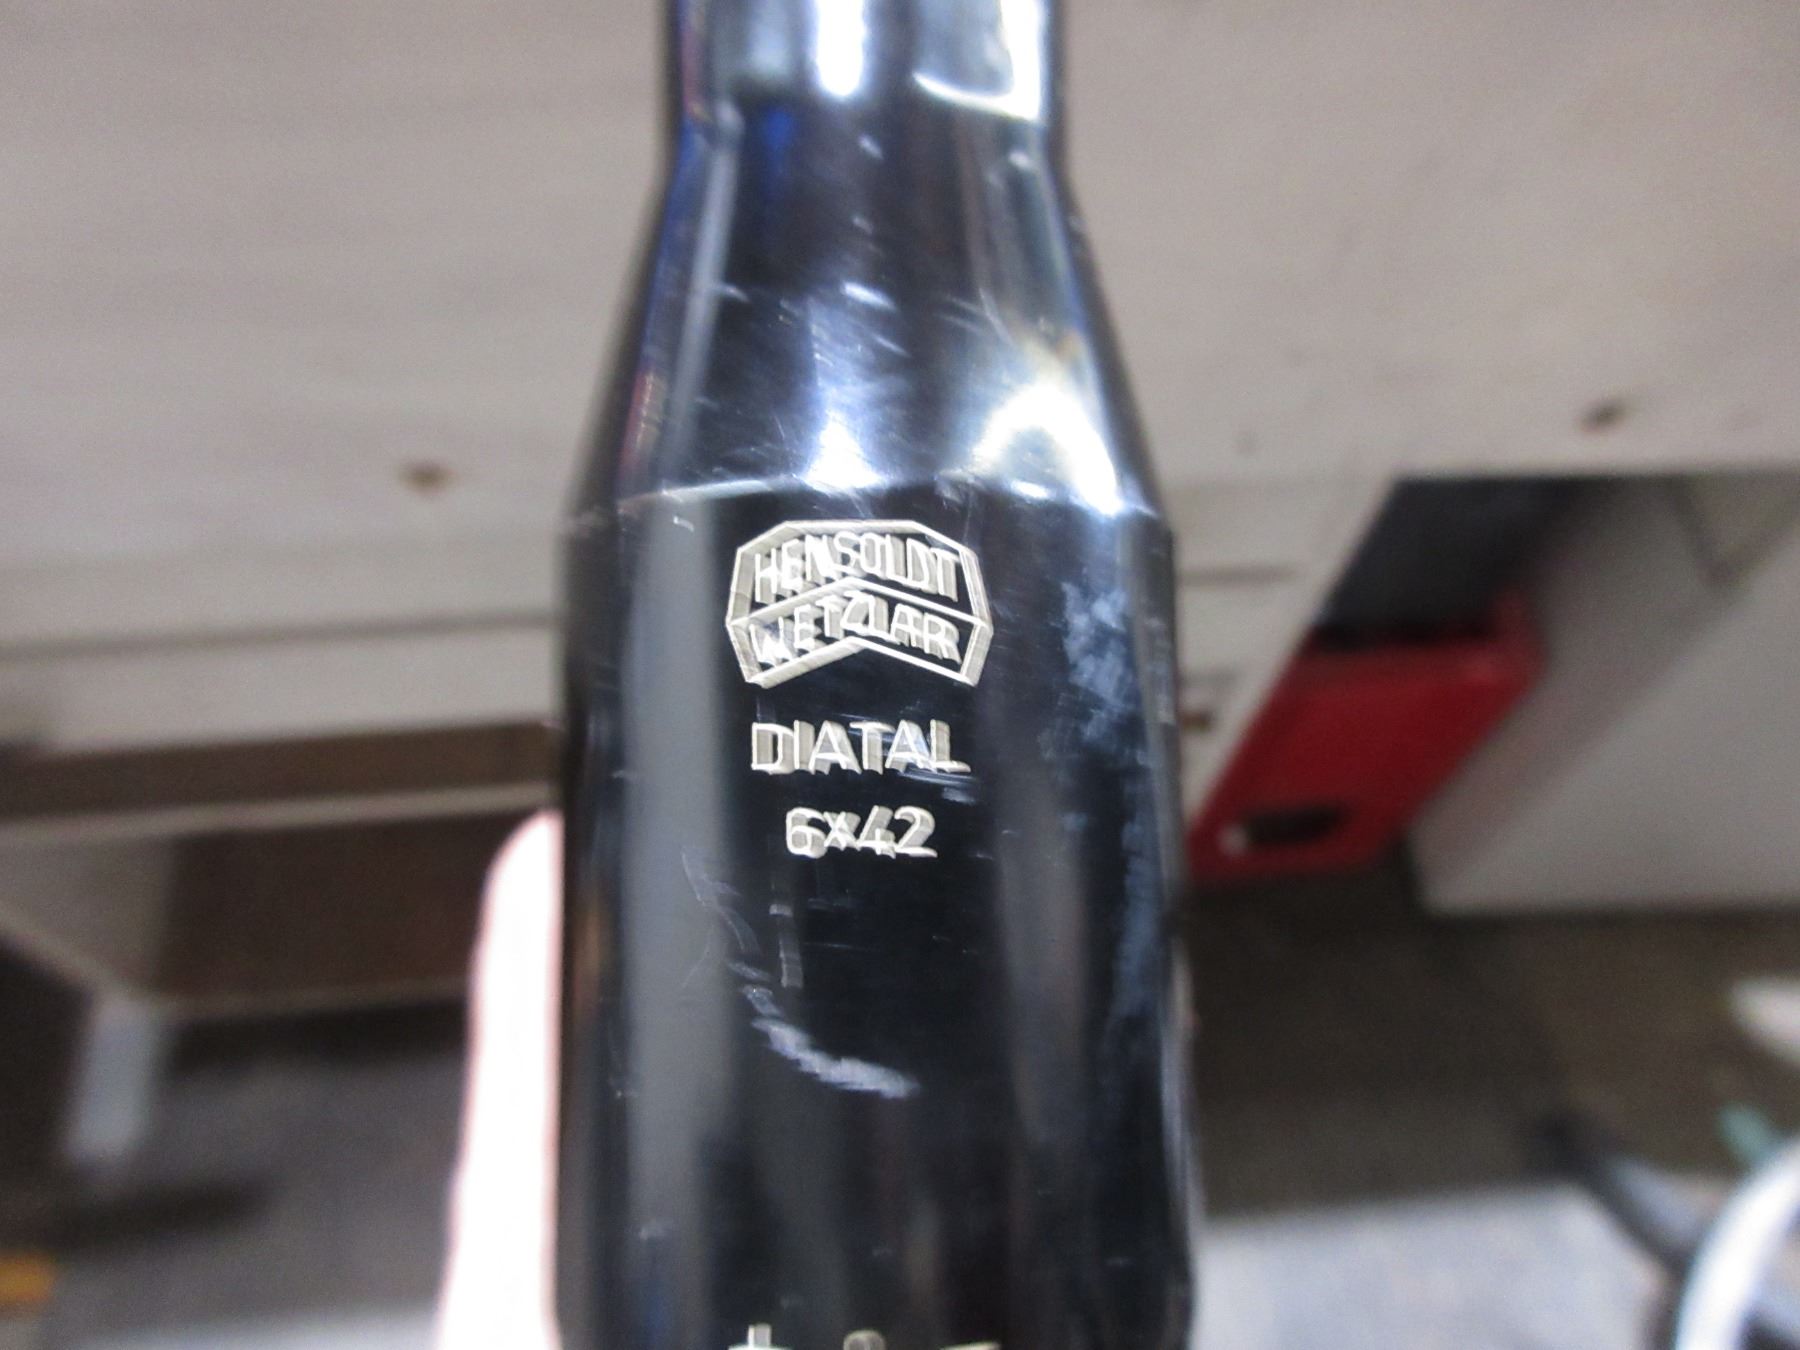 HENSOLDT
WETZLAR
DIATAL
6x42